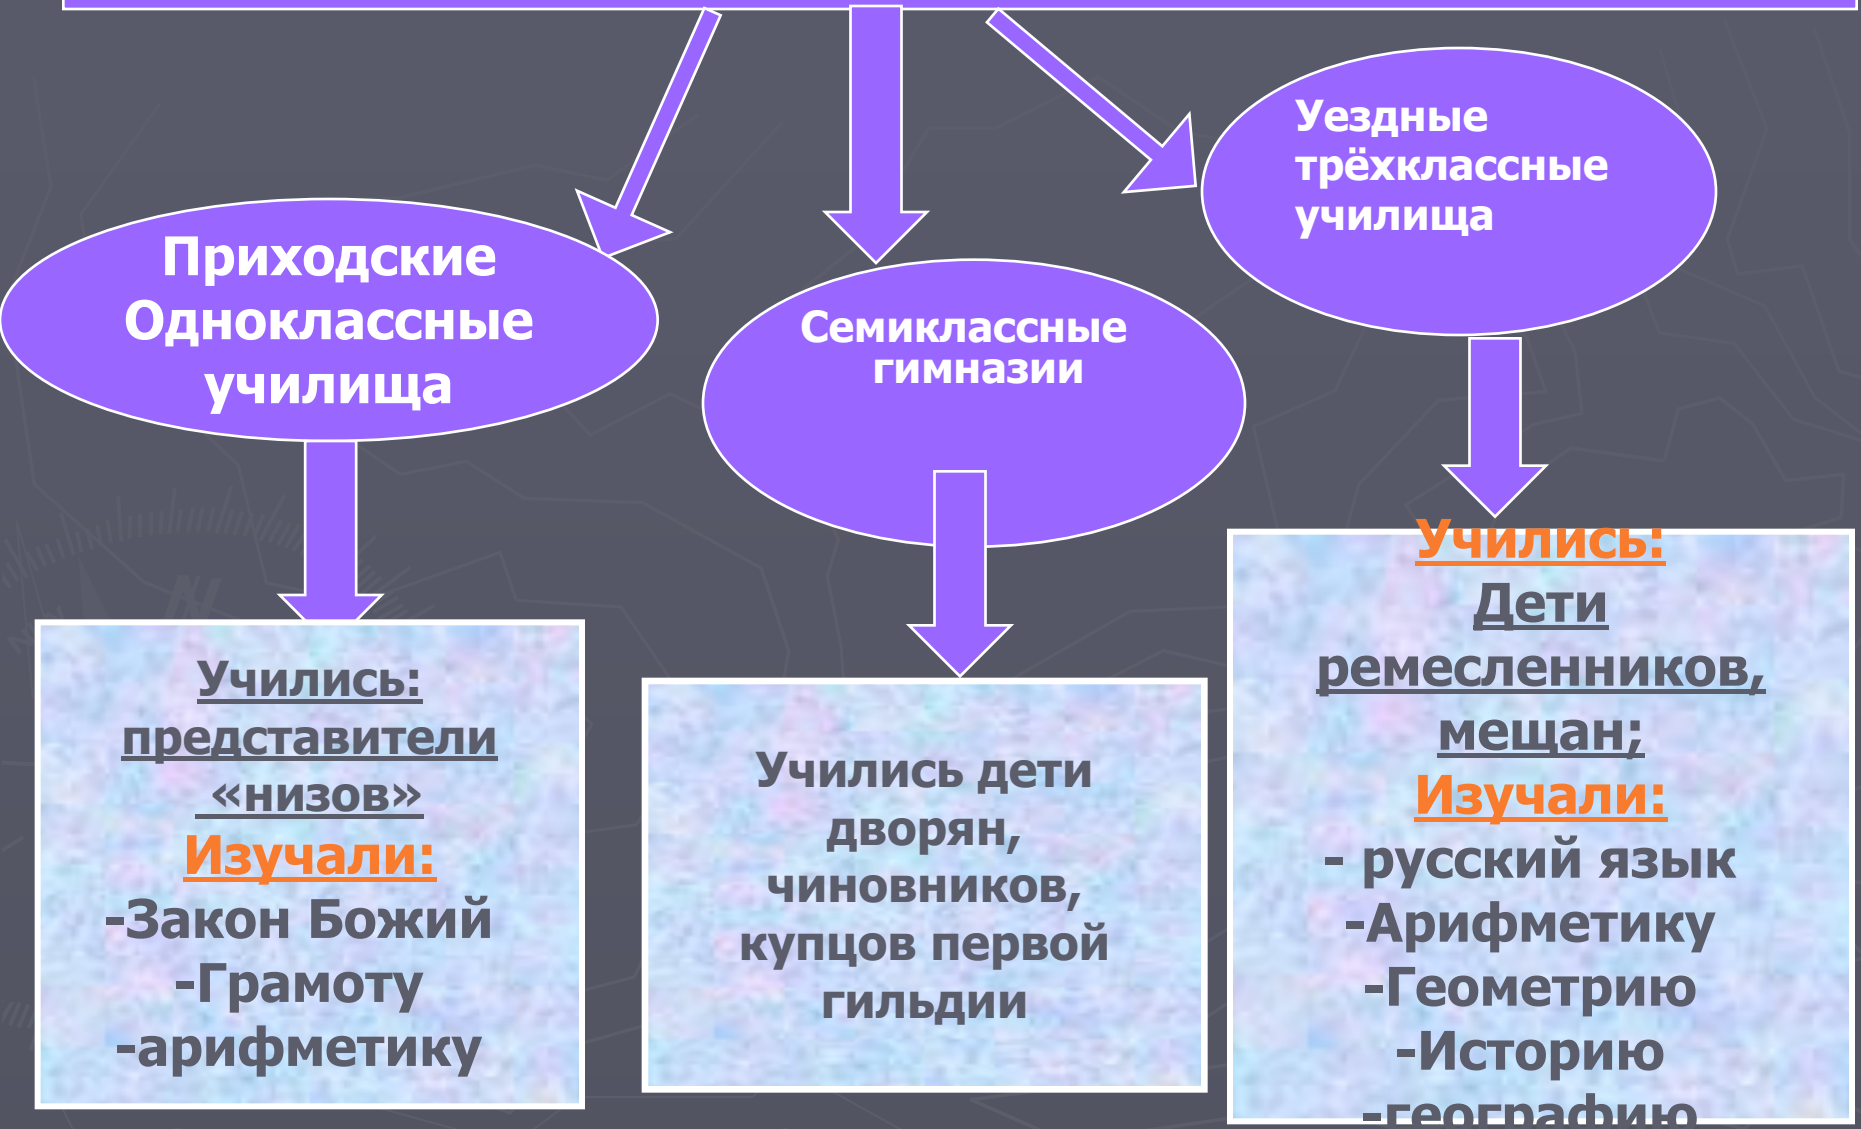 Приходские
Одноклассные
училища
Семиклассные
гимназии
Уездные
трёхклассные
училища
Учились:
представители
«низов»
Изучали:
-Закон Божий
-Грамоту
-арифметику
Учились дети
дворян,
чиновников,
купцов первой
гильдии
Учились:
Дети
ремесленников,
мещан;
Изучали:
- русский язык
-Арифметику
-Геометрию
-Историю
-географию